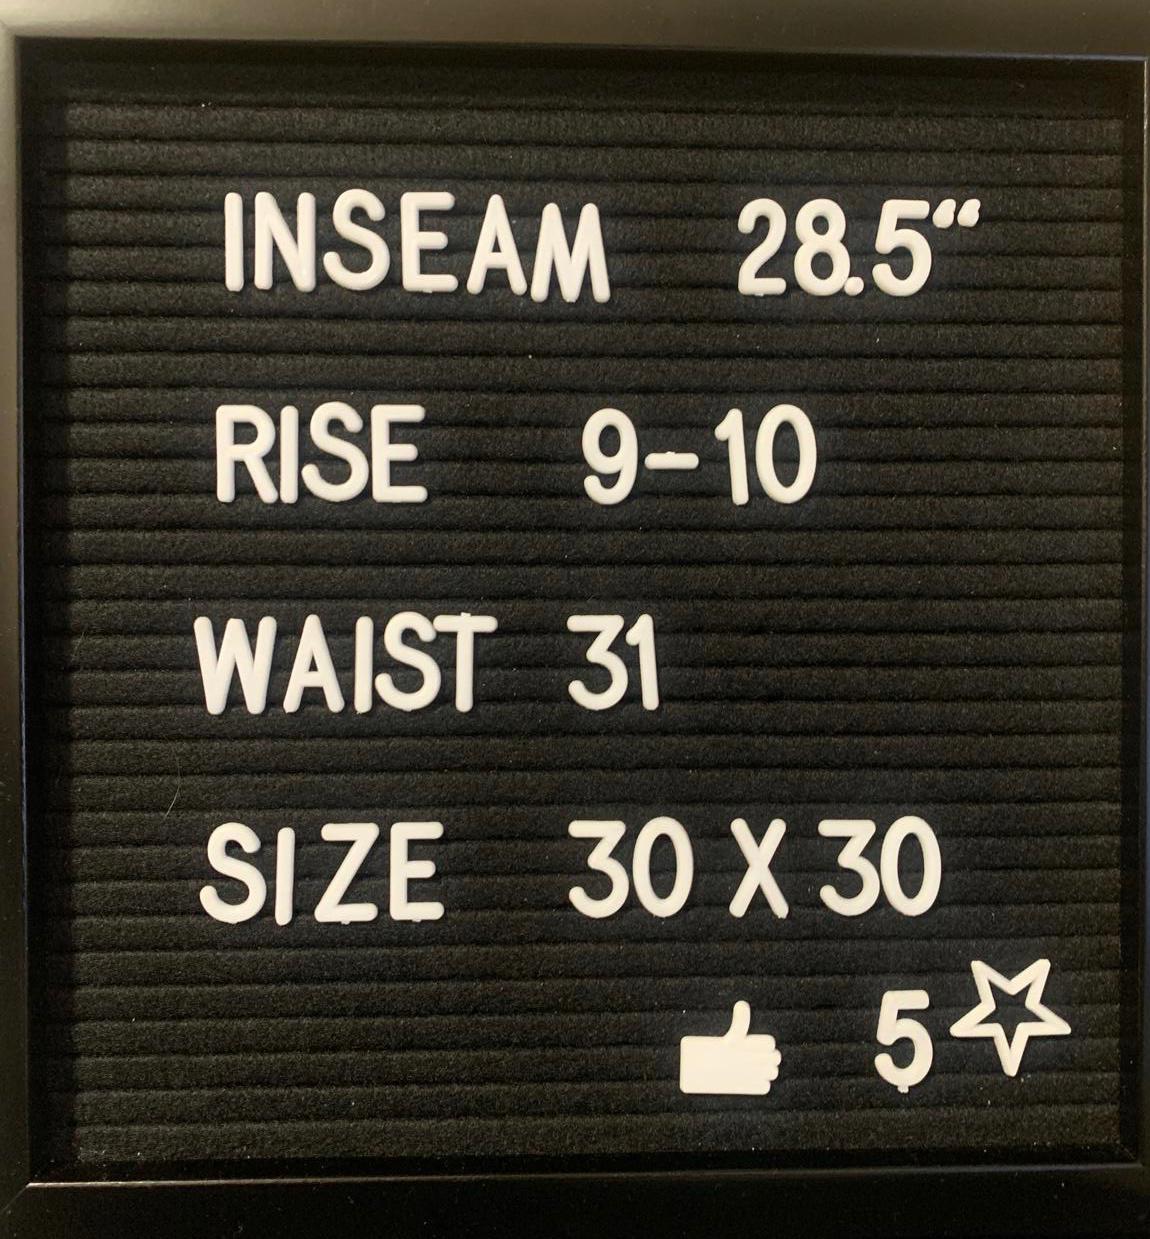 INSEAM 28.5“
RISE 9-10
WAIST 31
SIZE 30 X 30
5